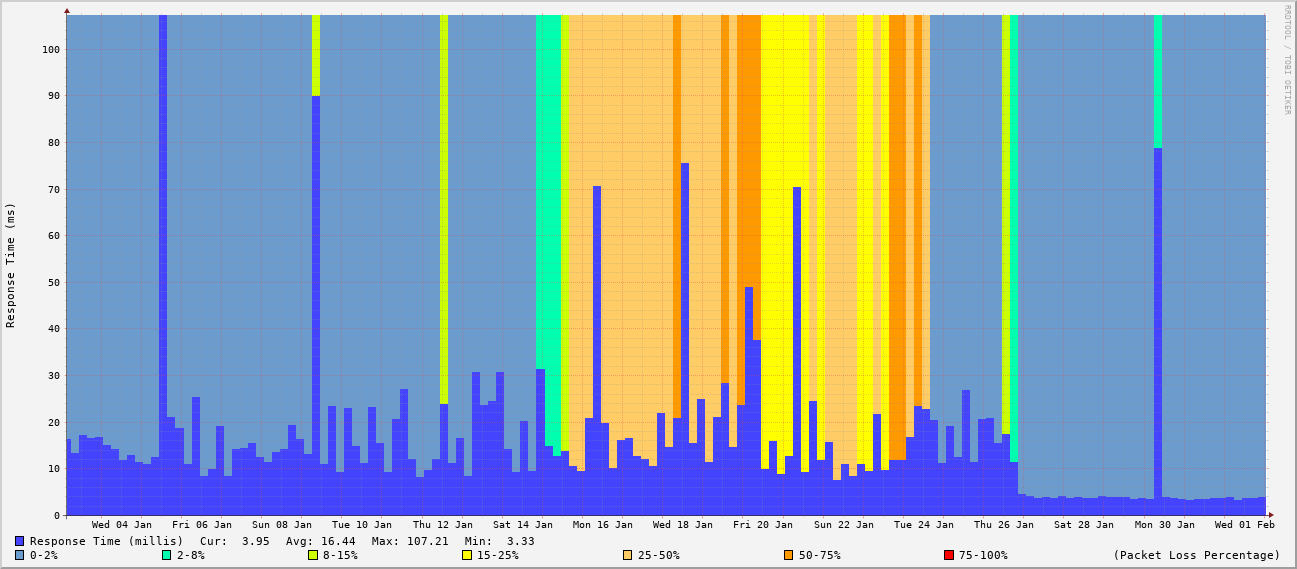 RRDTOOL / TOBI OETIKER
Response Time (ms)
100
90
80
70
60
50
40
30
20
10
0
Wed 04 Jan Fri 06 Jan Sun 08 Jan Tue 10 Jan Thu 12 Jan Sat 14 Jan Mon 16 Jan Wed 18 Jan Fri 20 Jan Sun 22 Jan Tue 24 Jan Thu 26 Jan Sat 28 Jan Mon 30 Jan Wed 01 Feb
Response Time (millis) Cur: 3.95 Avg: 16.44 Max: 107.21 Min: 3.33
0-2% 2-8% 8-15% 15-25% 25-50% 50-75% 75-100% (Packet Loss Percentage)